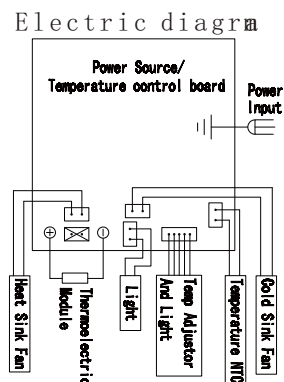 Electric diagram
Power Source/
Temperature control board
Power
Input
Heat Sink Fan
Thermoelectric
Module
Light
Temp Adjustor
And Light
Temperature NTC
Cold Sink Fan